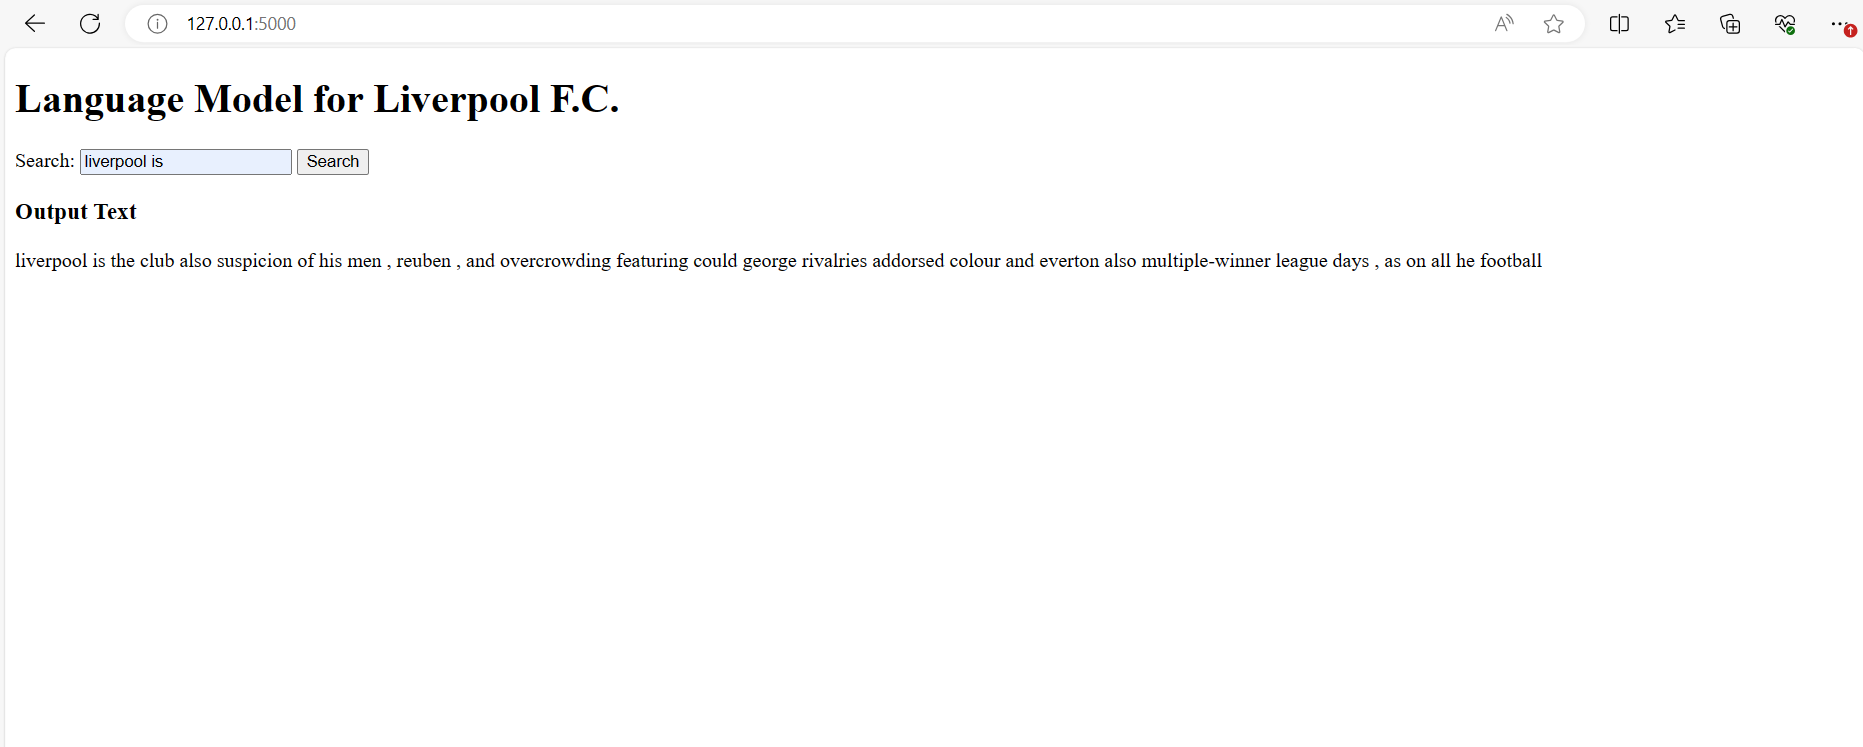 127.0.0.1:5000
Language Model for Liverpool F.C.
Search: liverpool is Search
Output Text
liverpool is the club also suspicion of his men , reuben , and overcrowding featuring could george rivalries addorsed colour and everton also multiple-winner league days , as on all he football